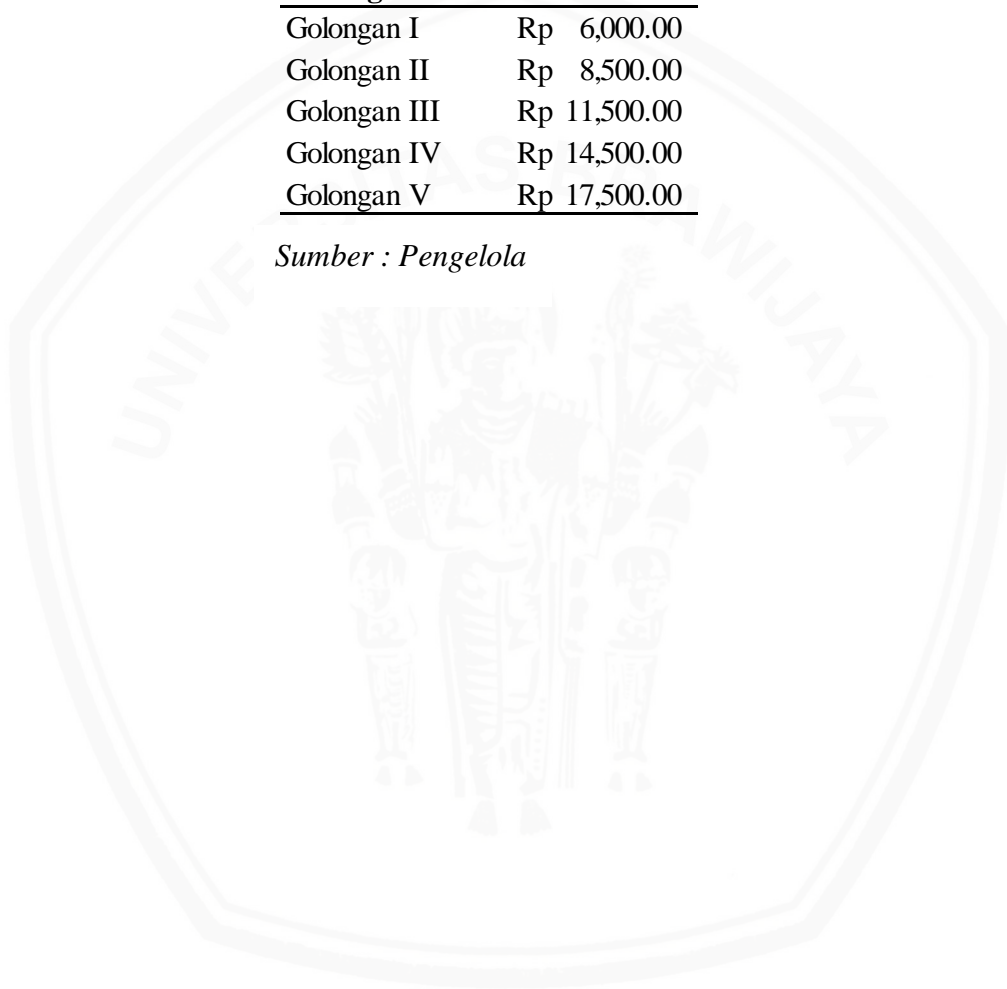 Golongan I Rp 6,000.00
Golongan II Rp 8,500.00
Golongan III Rp 11,500.00
Golongan IV Rp 14,500.00
Golongan V Rp 17,500.00
Sumber : Pengelola